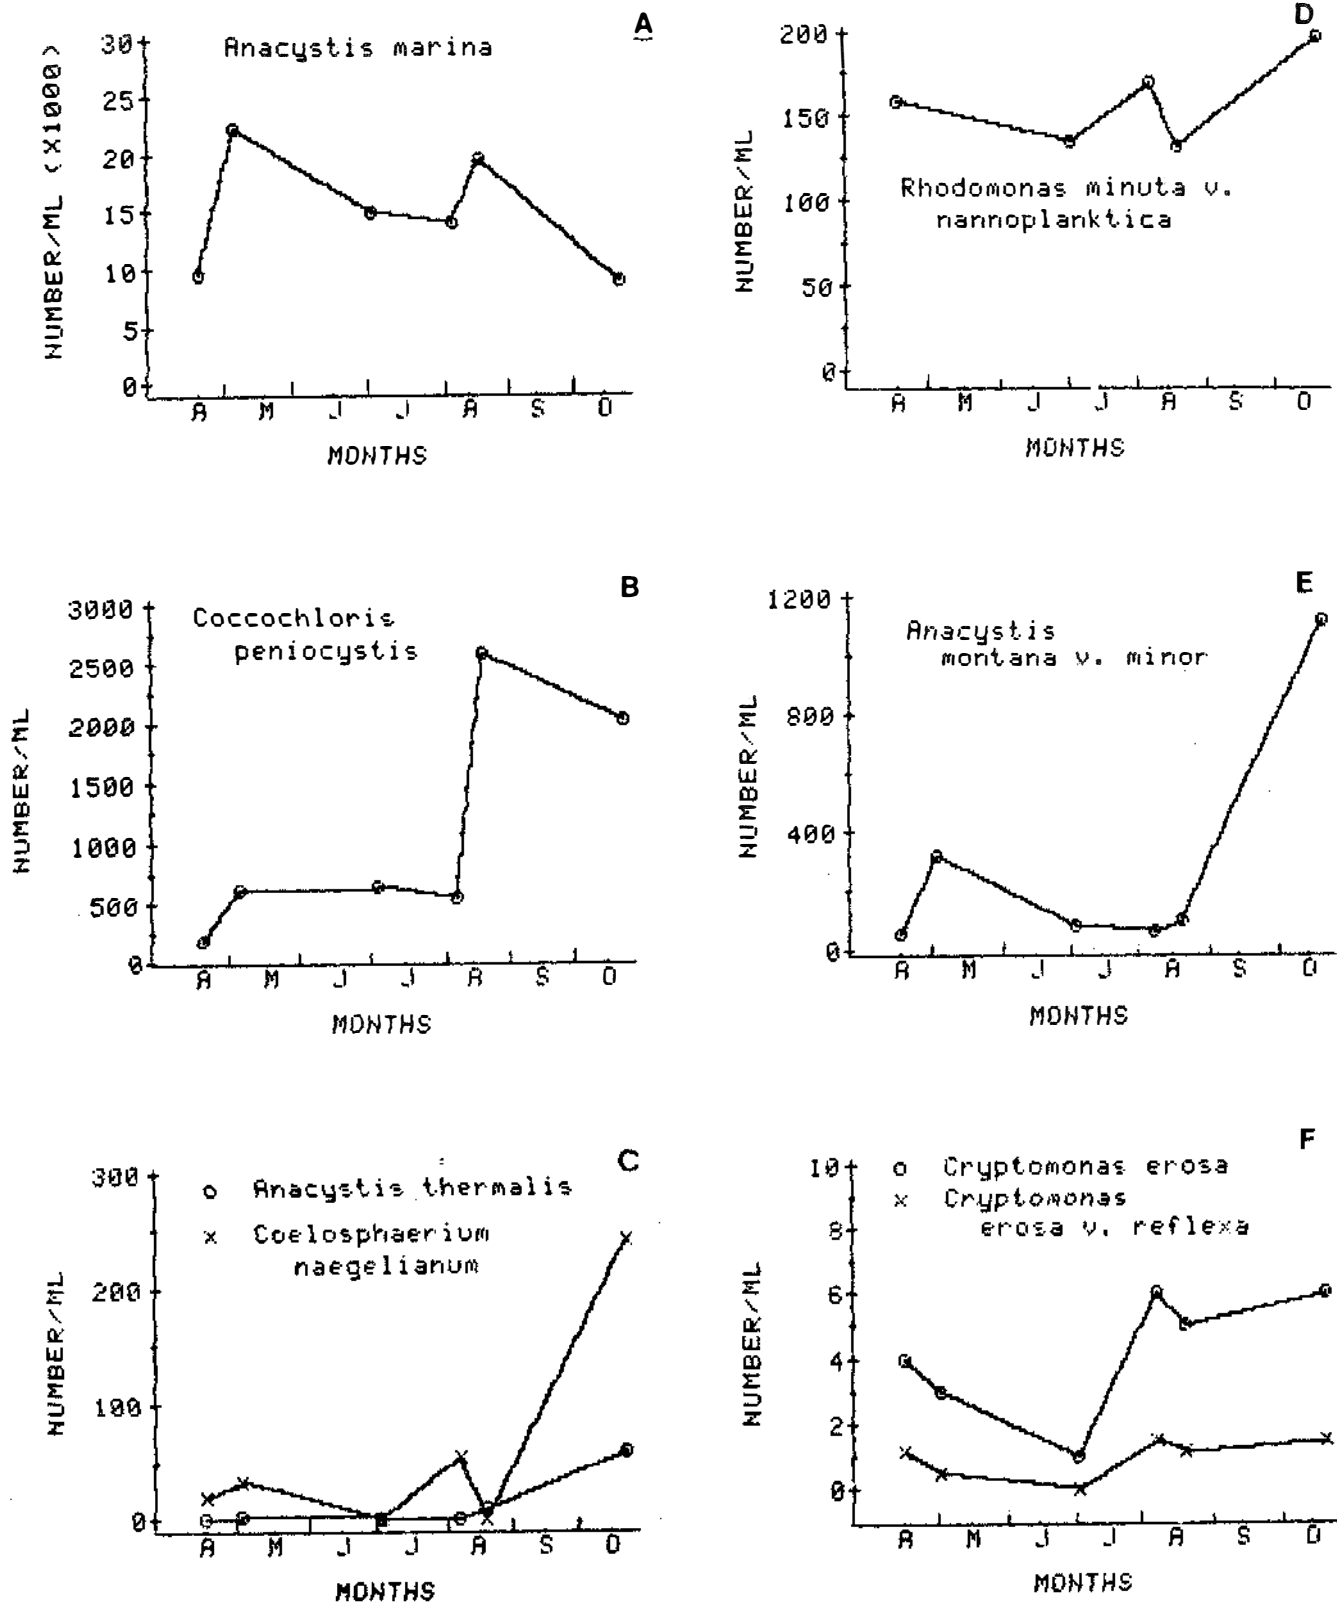 A
Anacystis marina
NUMBER/ML (X1000)
30
25
20
15
10
5
0
A M J J A S O
MONTHS
D
200
150
100
50
0
NUMBER/ML
Rhodomonas minuta v.
nannoplanktica
A M J J A S O
MONTHS
B
Coccochloris
peniocystis
NUMBER/ML
3000
2500
2000
1500
1000
500
0
A M J J A S O
MONTHS
E
Anacystis
montana v. minor
NUMBER/ML
1200
800
400
0
A M J J A S O
MONTHS
C
o Anacystis thermalis
x Coelosphaerium
naegelianum
NUMBER/ML
300
200
100
0
A M J J A S O
MONTHS
F
o Cryptomonas erosa
x Cryptomonas
erosa v. reflexa
NUMBER/ML
10
8
6
4
2
0
A M J J A S O
MONTHS